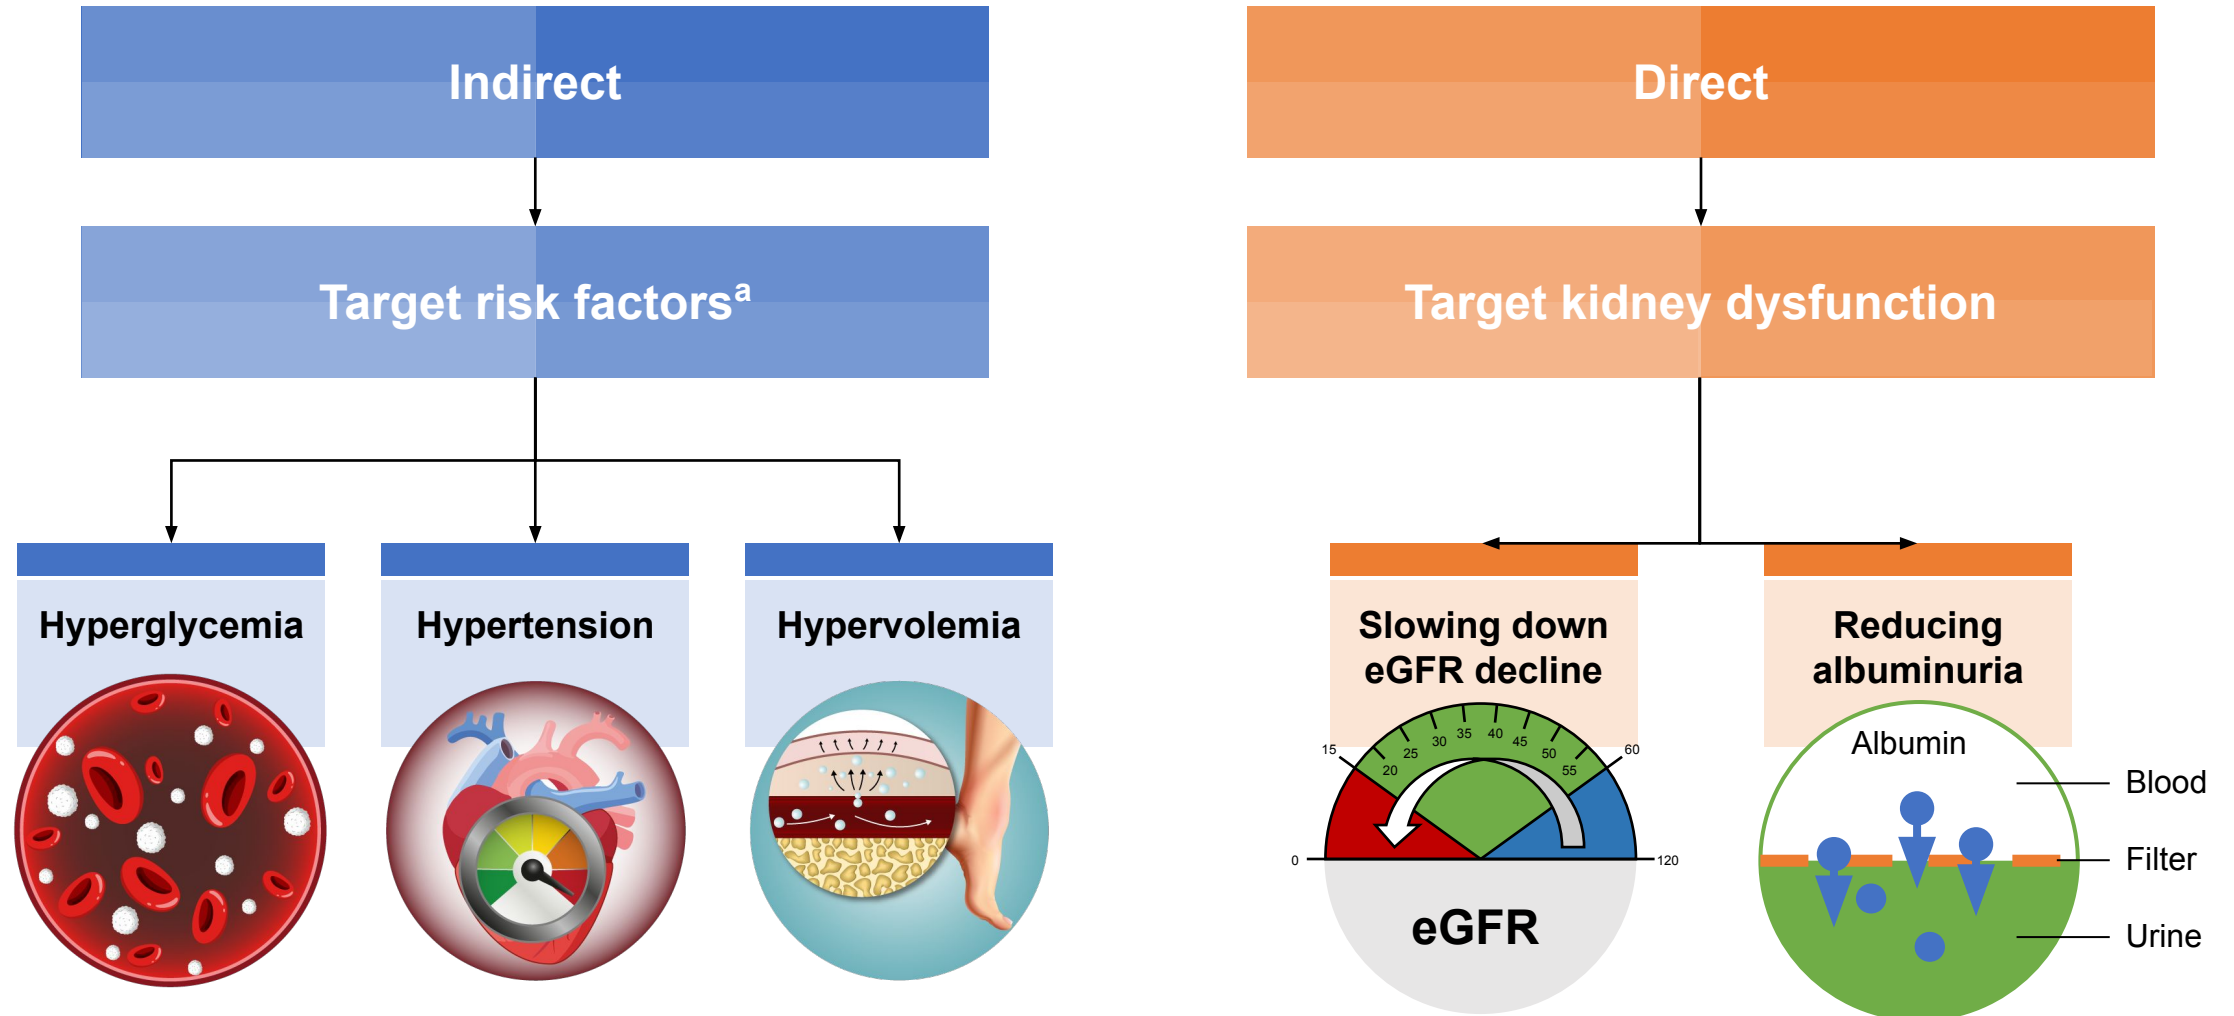 Indirect
Direct
Target risk factorsᵃ
Target kidney dysfunction
Hyperglycemia
Hypertension
Hypervolemia
Slowing down
eGFR decline
Reducing
albuminuria
0
15
20
25
30
35
40
45
50
55
60
120
eGFR
Albumin
Blood
Filter
Urine